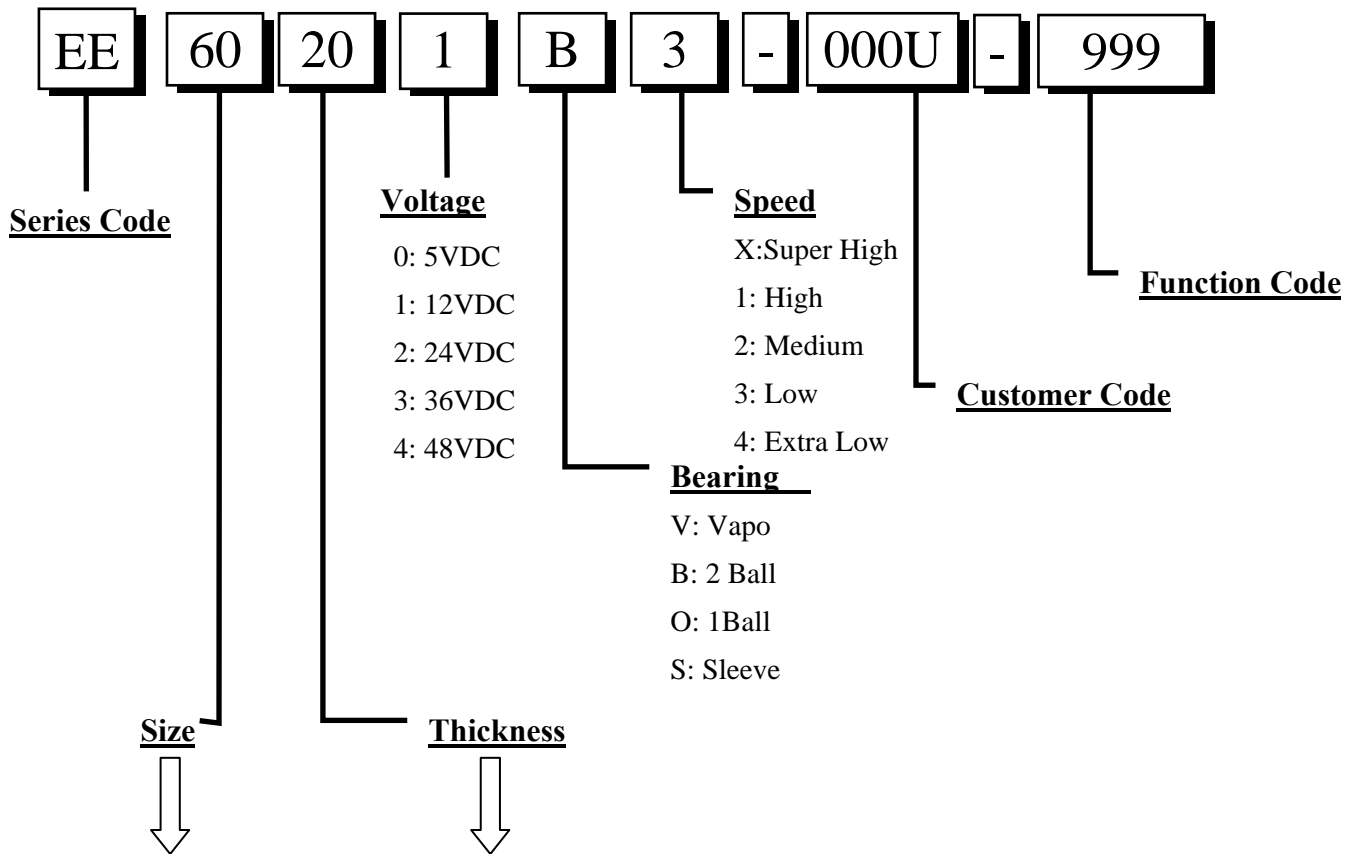 EE 60 20 1 B 3 - 000U - 999
Series Code
Voltage
0: 5VDC
1: 12VDC
2: 24VDC
3: 36VDC
4: 48VDC
Speed
X:Super High
1: High
2: Medium
3: Low
4: Extra Low
Function Code
Customer Code
Bearing
V: Vapo
B: 2 Ball
O: 1Ball
S: Sleeve
Size
Thickness